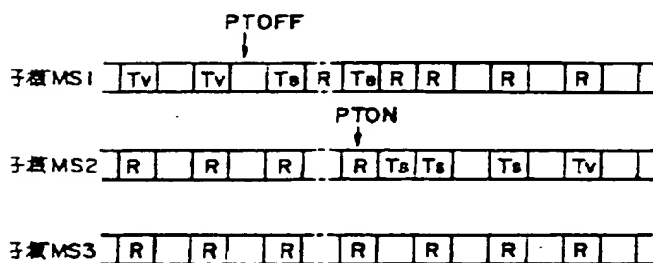 PTOFF
子機MS1 Tv Tv Ts R Ts R R R R
PTON
子機MS2 R R R R Ts Ts Ts Tv
子機MS3 R R R R R R R